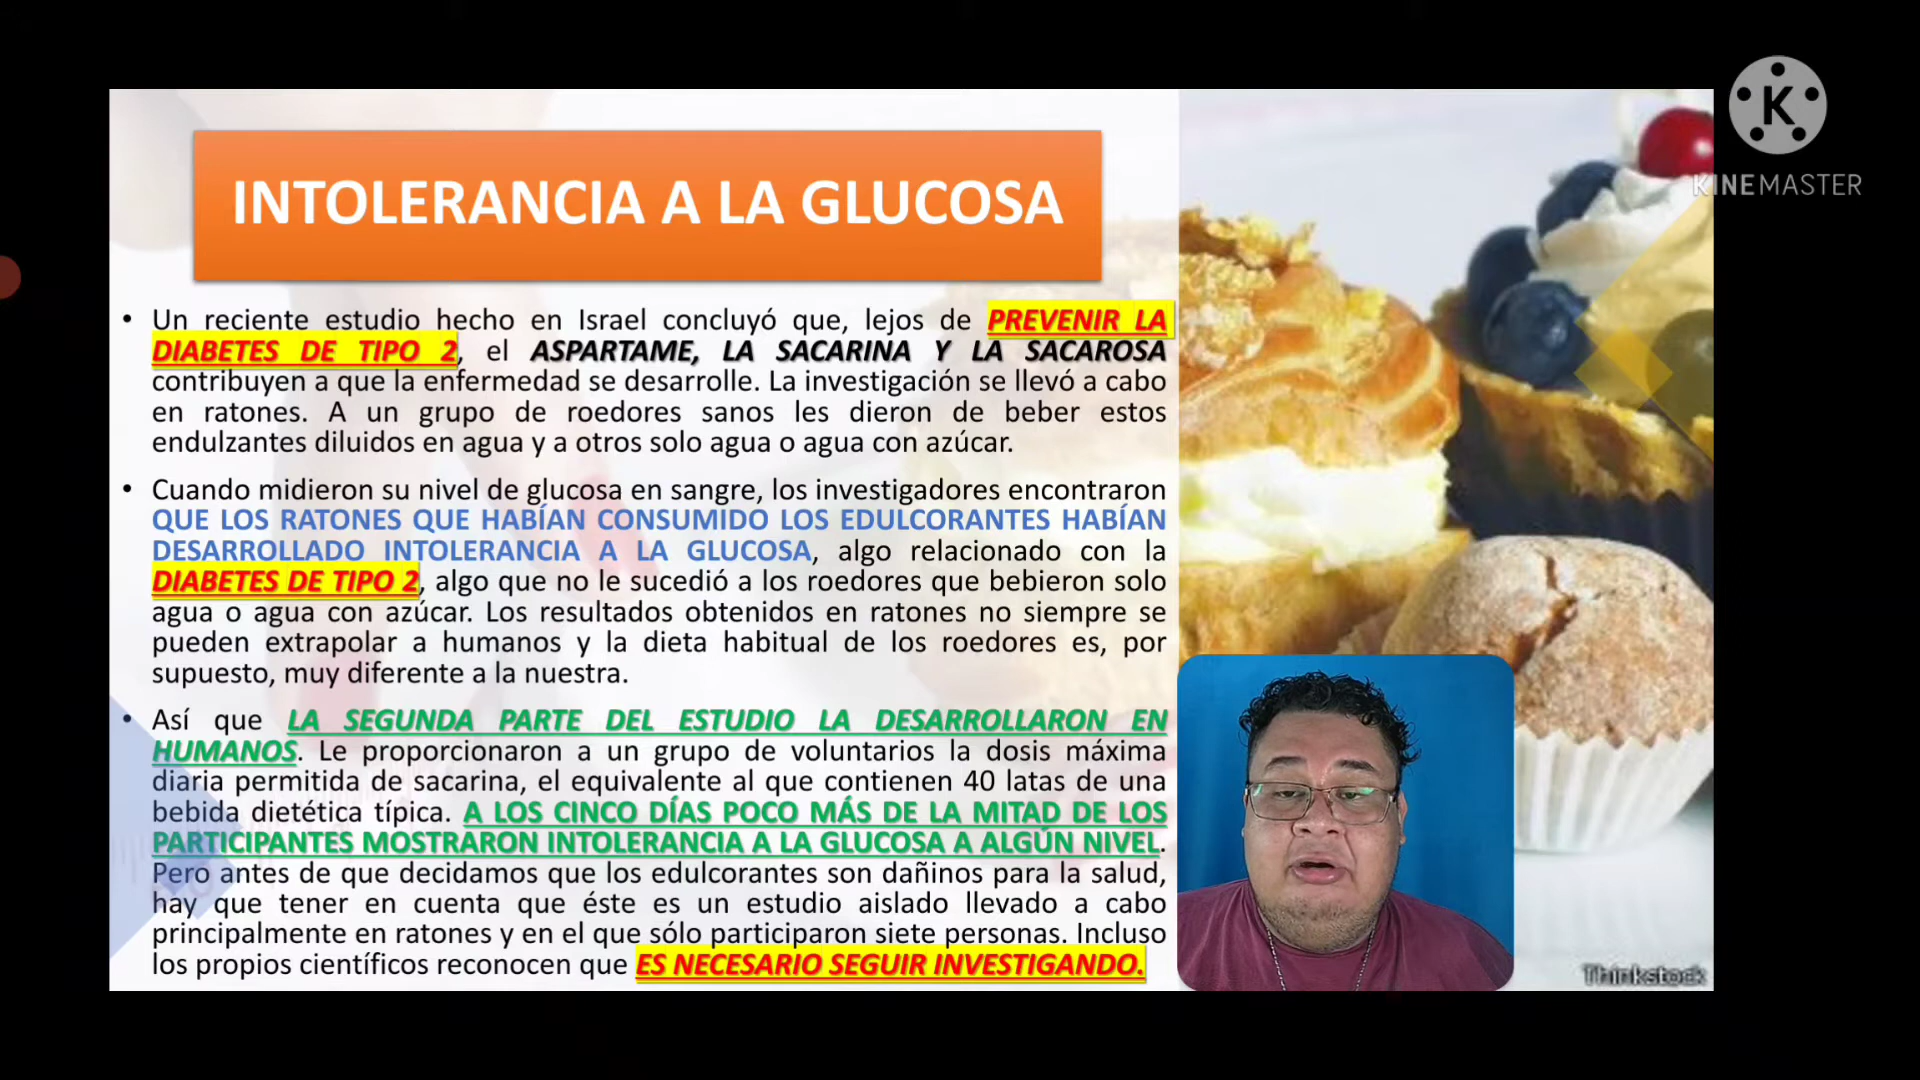 K
KINEMASTER
INTOLERANCIA A LA GLUCOSA
• Un reciente estudio hecho en Israel concluyó que, lejos de PREVENIR LA
DIABETES DE TIPO 2, el ASPARTAME, LA SACARINA Y LA SACAROSA
contribuyen a que la enfermedad se desarrolle. La investigación se llevó a cabo
en ratones. A un grupo de roedores sanos les dieron de beber estos
endulzantes diluidos en agua y a otros solo agua o agua con azúcar.
• Cuando midieron su nivel de glucosa en sangre, los investigadores encontraron
QUE LOS RATONES QUE HABÍAN CONSUMIDO LOS EDULCORANTES HABÍAN
DESARROLLADO INTOLERANCIA A LA GLUCOSA, algo relacionado con la
DIABETES DE TIPO 2, algo que no le sucedió a los roedores que bebieron solo
agua o agua con azúcar. Los resultados obtenidos en ratones no siempre se
pueden extrapolar a humanos y la dieta habitual de los roedores es, por
supuesto, muy diferente a la nuestra.
• Así que LA SEGUNDA PARTE DEL ESTUDIO LA DESARROLLARON EN
HUMANOS. Le proporcionaron a un grupo de voluntarios la dosis máxima
diaria permitida de sacarina, el equivalente al que contienen 40 latas de una
bebida dietética típica. A LOS CINCO DÍAS POCO MÁS DE LA MITAD DE LOS
PARTICIPANTES MOSTRARON INTOLERANCIA A LA GLUCOSA A ALGÚN NIVEL.
Pero antes de que decidamos que los edulcorantes son dañinos para la salud,
hay que tener en cuenta que éste es un estudio aislado llevado a cabo
principalmente en ratones y en el que sólo participaron siete personas. Incluso
los propios científicos reconocen que ES NECESARIO SEGUIR INVESTIGANDO.
Thinkstock